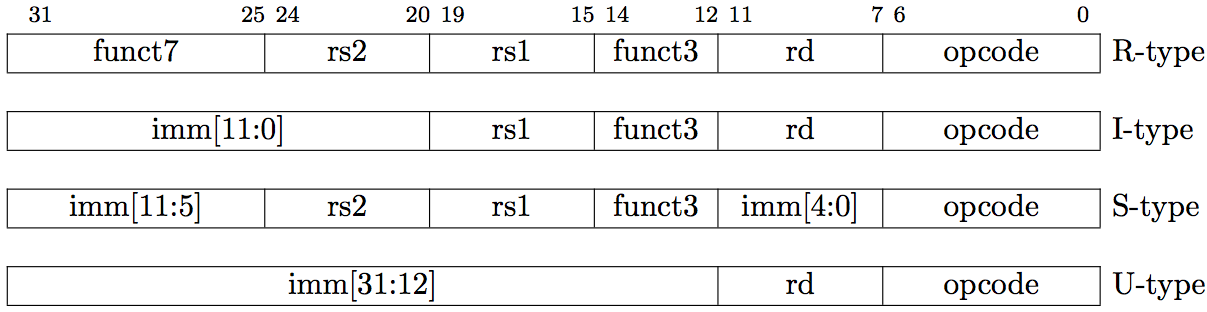 31 25 24 20 19 15 14 12 11 7 6 0
funct7 rs2 rs1 funct3 rd opcode R-type
imm[11:0] rs1 funct3 rd opcode I-type
imm[11:5] rs2 rs1 funct3 imm[4:0] opcode S-type
imm[31:12] rd opcode U-type